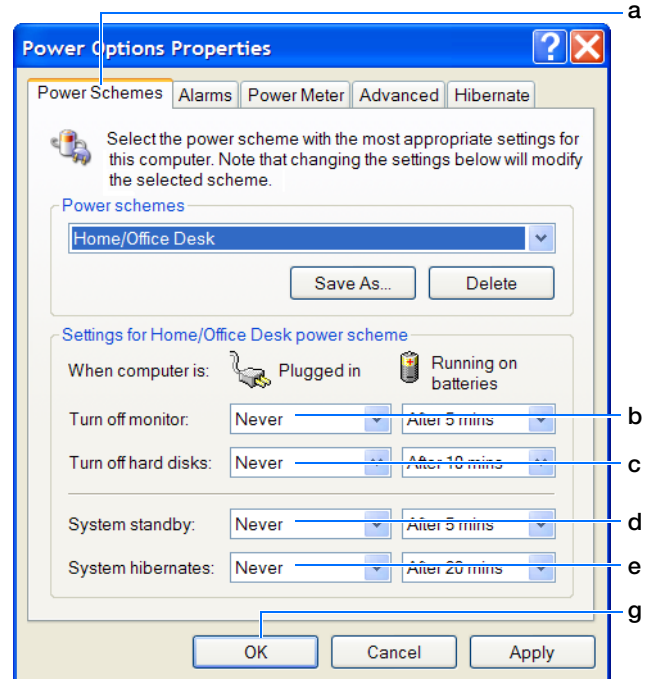 a
Power Options Properties
Power Schemes Alarms Power Meter Advanced Hibernate
Select the power scheme with the most appropriate settings for
this computer. Note that changing the settings below will modify
the selected scheme.
Power schemes
Home/Office Desk
Save As... Delete
Settings for Home/Office Desk power scheme
When computer is: Plugged in Running on
batteries
Turn off monitor: Never After 5 mins b
Turn off hard disks: Never After 10 mins c
System standby: Never After 5 mins d
System hibernates: Never After 20 mins e
g
OK Cancel Apply